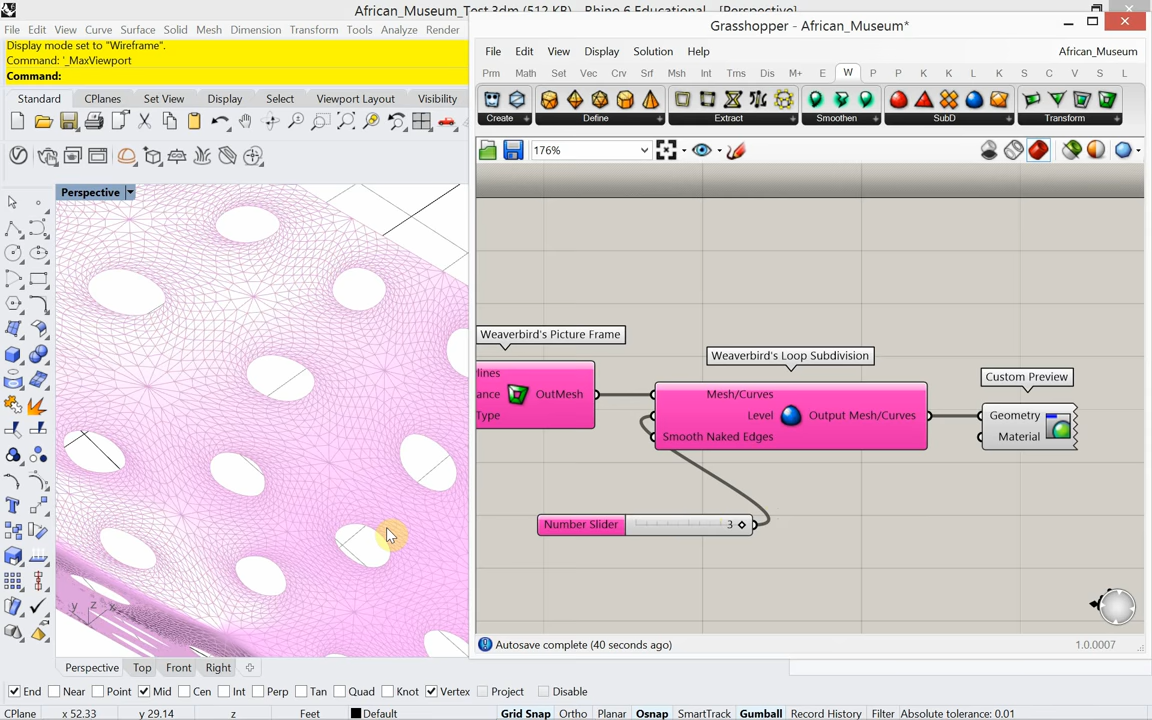 African_Museum_Test.3dm (512 KB) - Rhino 6 Educational - [Perspective]
File Edit View Curve Surface Solid Mesh Dimension Transform Tools Analyze Render
Display mode set to "Wireframe".
Command: '_MaxViewport
Command:
Standard CPlanes Set View Display Select Viewport Layout Visibility
Perspective
Grasshopper - African_Museum*
File Edit View Display Solution Help African_Museum
Prm Math Set Vec Crv Srf Msh Int Trns Dis M+ E W P P K K L S C V S L
Create + Define + Extract + Smoothen + SubD + Transform +
176%
Weaverbird's Picture Frame
Weaverbird's Loop Subdivision
Custom Preview
lines
ance OutMesh
Type
Mesh/Curves
Level Output Mesh/Curves
Smooth Naked Edges
Geometry
Material
Number Slider 3
y z x
Autosave complete (40 seconds ago) 1.0.0007
Perspective Top Front Right
End Near Point Mid Cen Int Perp Tan Quad Knot Vertex Project Disable
CPlane x 52.33 y 29.14 z Feet Default Grid Snap Ortho Planar Osnap SmartTrack Gumball Record History Filter Absolute tolerance: 0.01